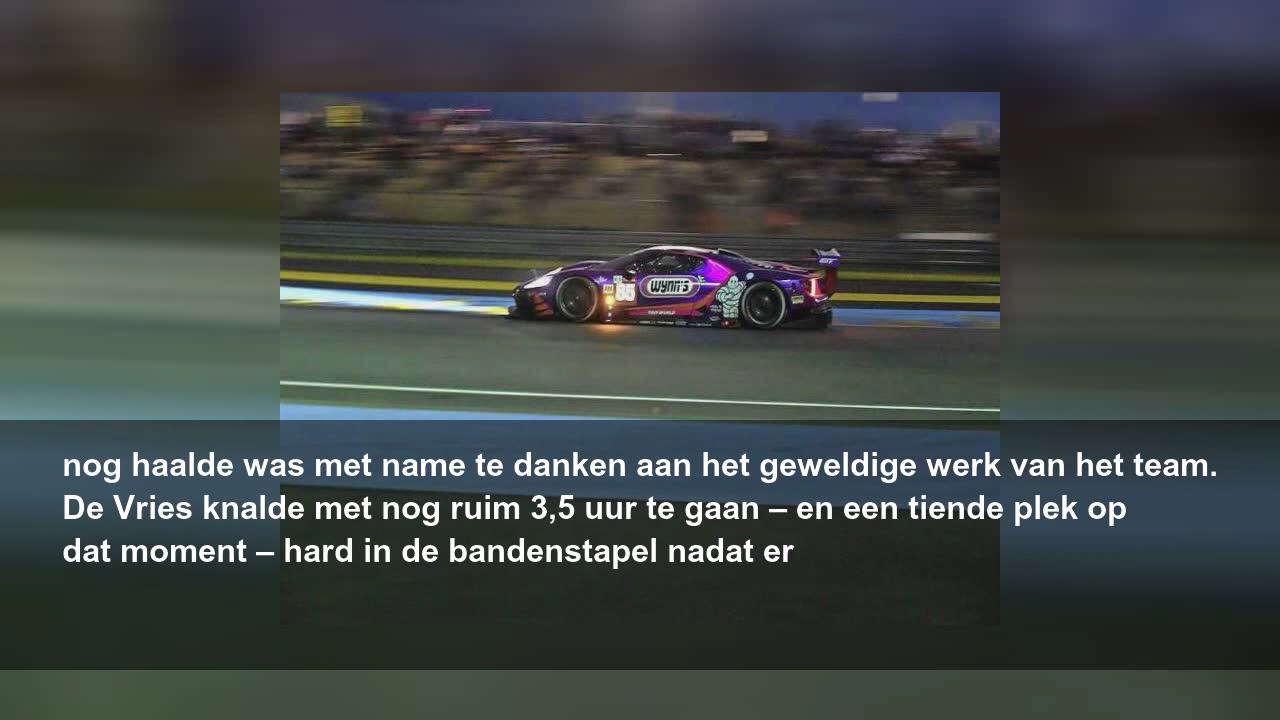 WYNN'S
85
nog haalde was met name te danken aan het geweldige werk van het team.
De Vries knalde met nog ruim 3,5 uur te gaan – en een tiende plek op
dat moment – hard in de bandenstapel nadat er